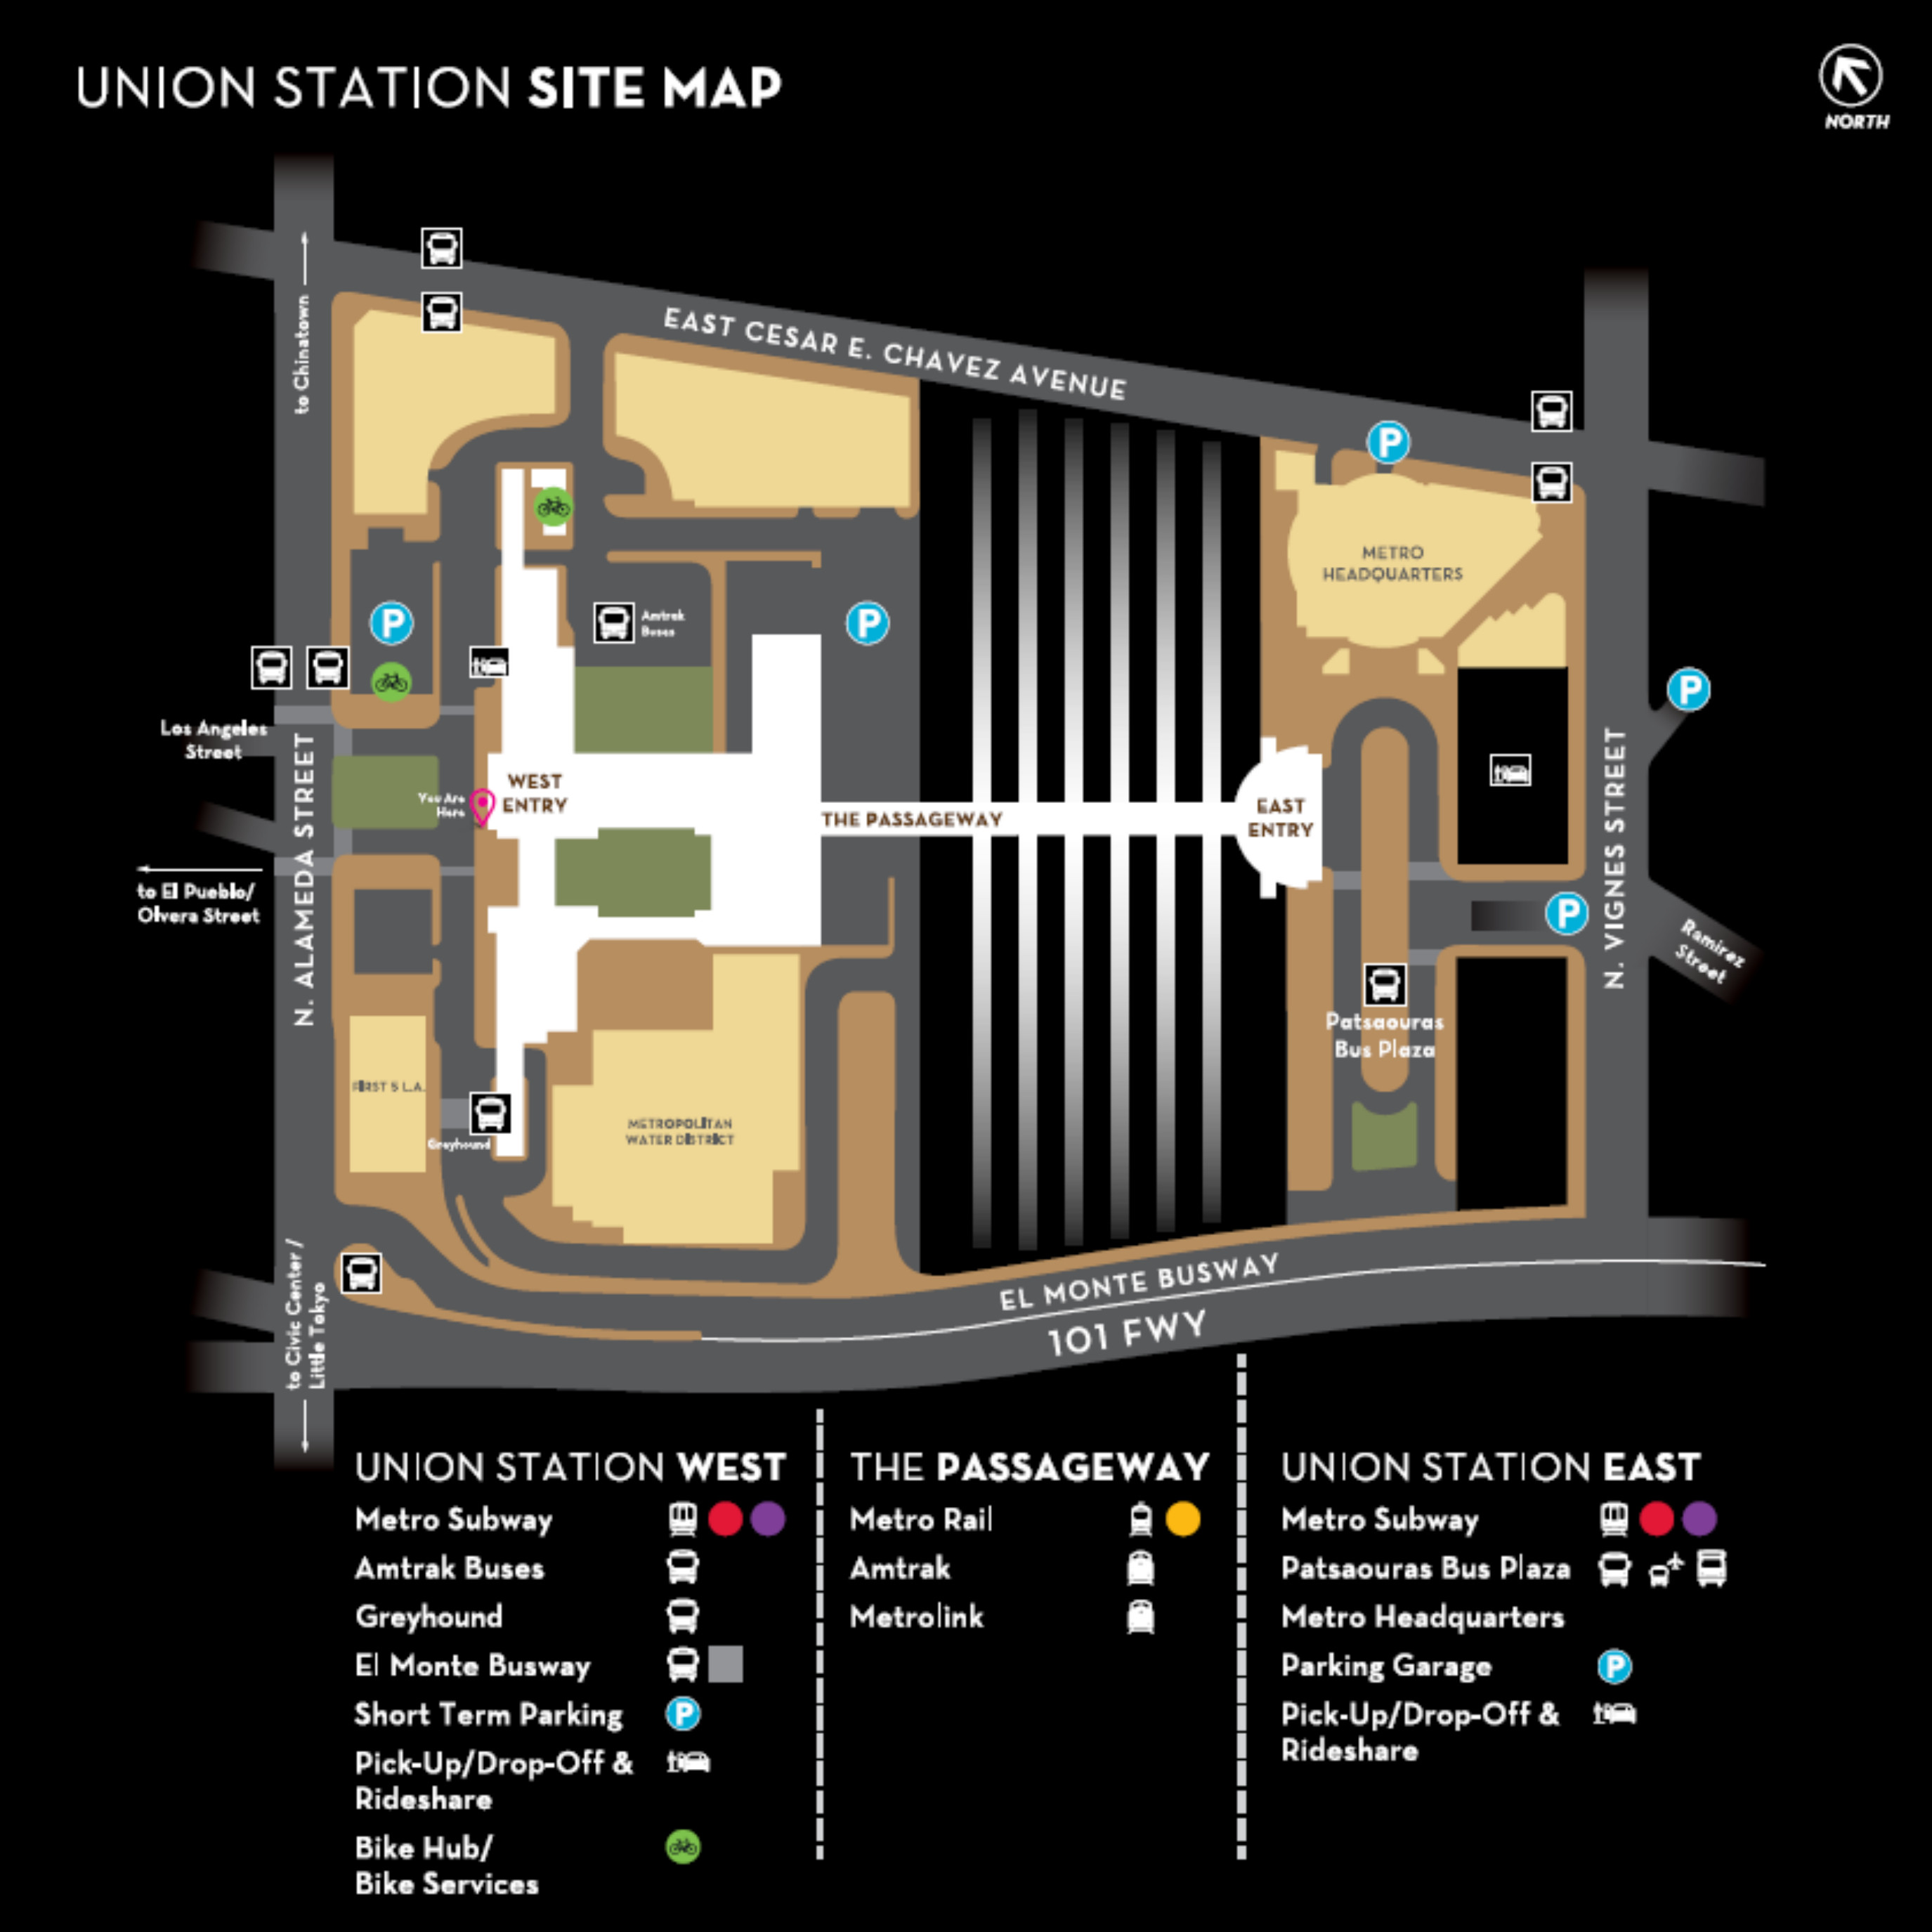 UNION STATION SITE MAP
NORTH
to Chinatown
EAST CESAR E. CHAVEZ AVENUE
P
METRO
HEADQUARTERS
P
Amtrak
Buses
P
P
Los Angeles
Street
N. ALAMEDA STREET
You Are
Here
WEST
ENTRY
THE PASSAGEWAY
EAST
ENTRY
N. VIGNES STREET
to El Pueblo/
Olvera Street
P
Ramirez
Street
Patsaouras
Bus Plaza
FIRST 5 L.A.
Greyhound
METROPOLITAN
WATER DISTRICT
to Civic Center /
Little Tokyo
EL MONTE BUSWAY
101 FWY
UNION STATION WEST
Metro Subway
Amtrak Buses
Greyhound
El Monte Busway
Short Term Parking P
Pick-Up/Drop-Off &
Rideshare
Bike Hub/
Bike Services
THE PASSAGEWAY
Metro Rail
Amtrak
Metrolink
UNION STATION EAST
Metro Subway
Patsaouras Bus Plaza
Metro Headquarters
Parking Garage P
Pick-Up/Drop-Off &
Rideshare